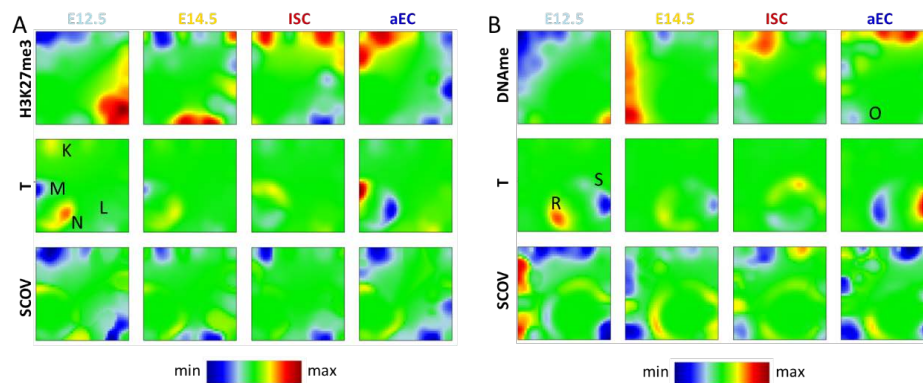 A
E12.5 E14.5 ISC aEC
H3K27me3
T
K
M
L
N
SCOV
min max
B
E12.5 E14.5 ISC aEC
DNAme
O
T
S
R
SCOV
min max